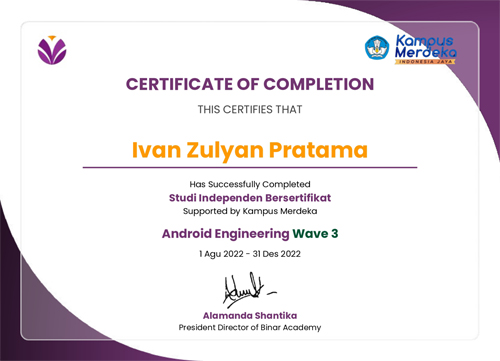 Kampus
Merdeka
INDONESIA JAYA
CERTIFICATE OF COMPLETION
THIS CERTIFIES THAT
Ivan Zulyan Pratama
Has Successfully Completed
Studi Independen Bersertifikat
Supported by Kampus Merdeka
Android Engineering Wave 3
1 Agu 2022 - 31 Des 2022
Alamanda Shantika
President Director of Binar Academy